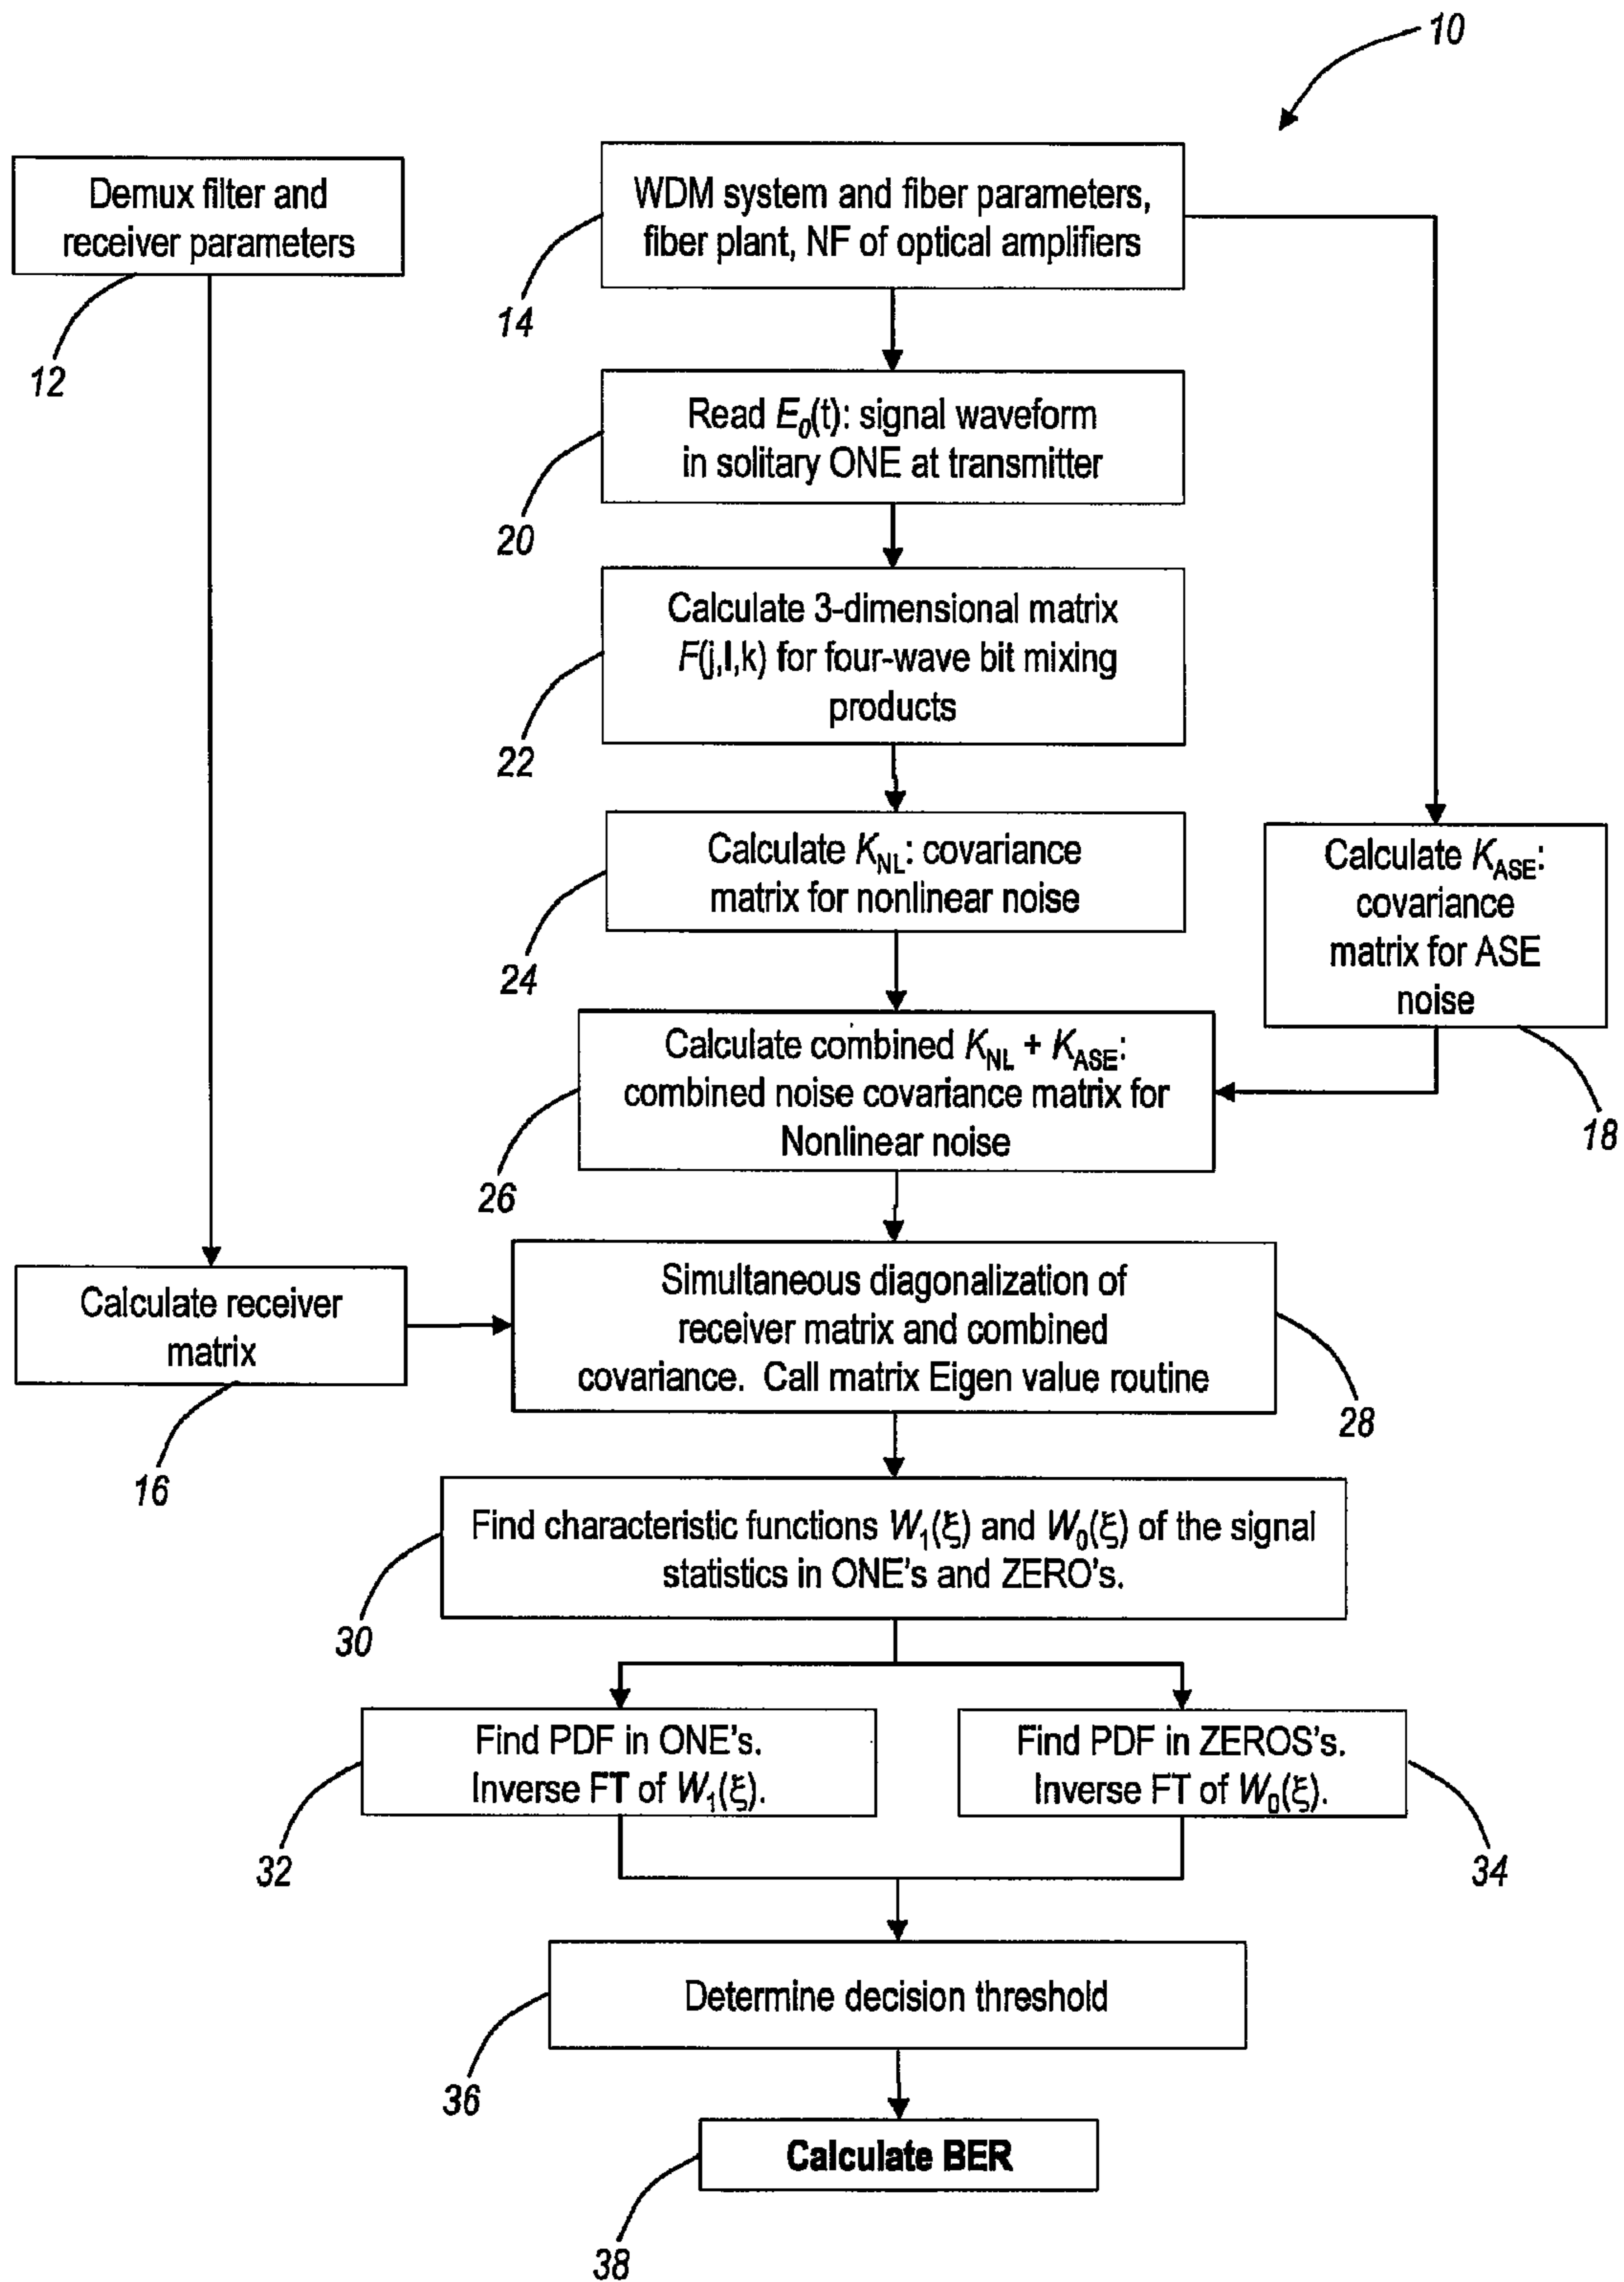 10
Demux filter and
receiver parameters
12
WDM system and fiber parameters,
fiber plant, NF of optical amplifiers
14
Read E0(t): signal waveform
in solitary ONE at transmitter
20
Calculate 3-dimensional matrix
F(j,l,k) for four-wave bit mixing
products
22
Calculate KNL: covariance
matrix for nonlinear noise
24
Calculate KASE:
covariance
matrix for ASE
noise
18
Calculate combined KNL + KASE:
combined noise covariance matrix for
Nonlinear noise
26
Calculate receiver
matrix
16
Simultaneous diagonalization of
receiver matrix and combined
covariance. Call matrix Eigen value routine
28
Find characteristic functions W1(ξ) and W0(ξ) of the signal
statistics in ONE's and ZERO's.
30
Find PDF in ONE's.
Inverse FT of W1(ξ).
32
Find PDF in ZEROS's.
Inverse FT of W0(ξ).
34
Determine decision threshold
36
Calculate BER
38